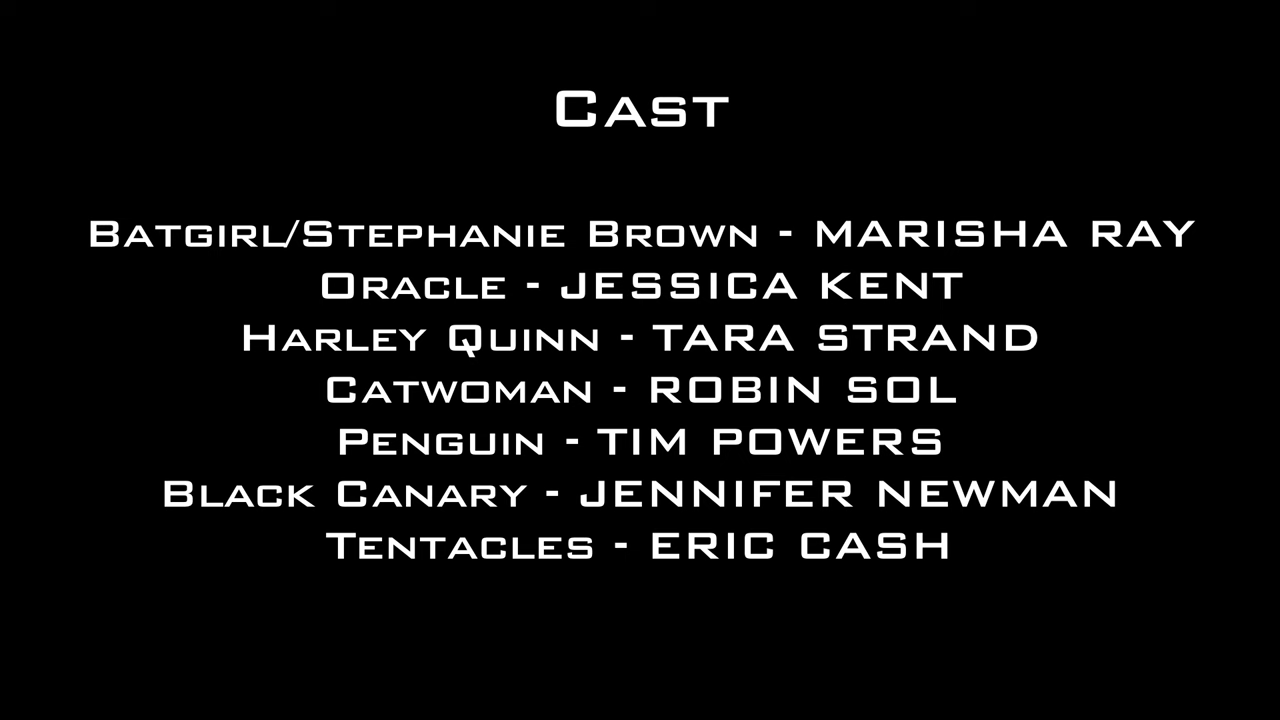 Cast
Batgirl/Stephanie Brown - MARISHA RAY
Oracle - JESSICA KENT
Harley Quinn - TARA STRAND
Catwoman - ROBIN SOL
Penguin - TIM POWERS
Black Canary - JENNIFER NEWMAN
Tentacles - ERIC CASH